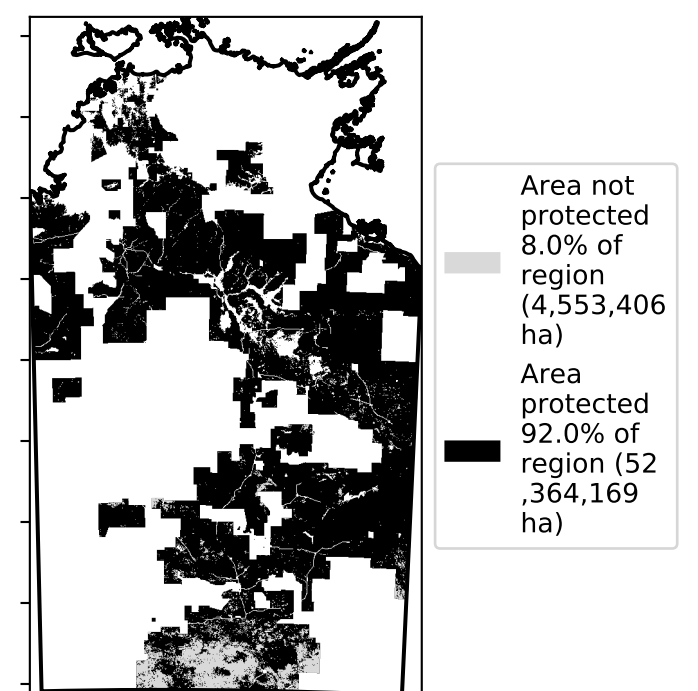 Area not
protected
8.0% of
region
(4,553,406
ha)
Area
protected
92.0% of
region (52
,364,169
ha)